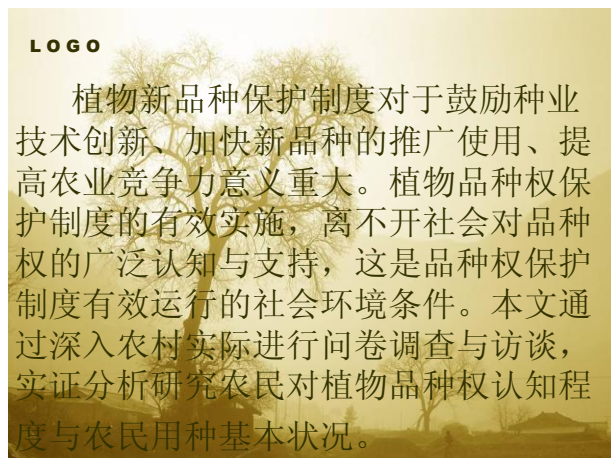 LOGO
植物新品种保护制度对于鼓励种业
技术创新、加快新品种的推广使用、提
高农业竞争力意义重大。植物品种权保
护制度的有效实施，离不开社会对品种
权的广泛认知与支持，这是品种权保护
制度有效运行的社会环境条件。本文通
过深入农村实际进行问卷调查与访谈，
实证分析研究农民对植物品种权认知程
度与农民用种基本状况。